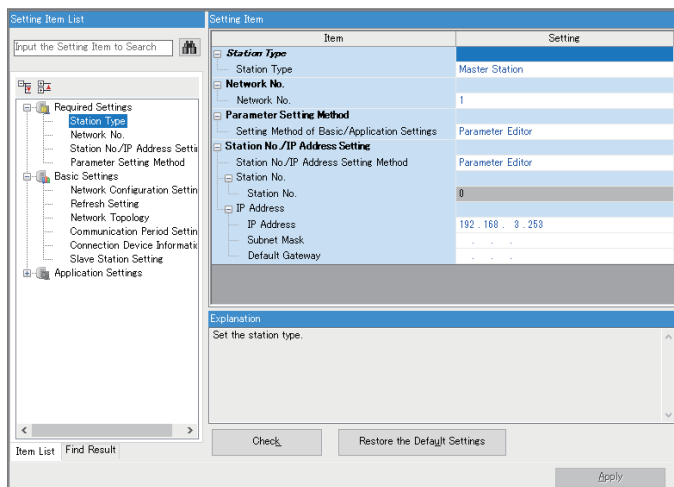 Setting Item List
Input the Setting Item to Search
Required Settings
Station Type
Network No.
Station No./IP Address Setti
Parameter Setting Method
Basic Settings
Network Configuration Settin
Refresh Setting
Network Topology
Communication Period Settin
Connection Device Informatic
Slave Station Setting
Application Settings
Item List Find Result
Setting Item
Item Setting
Station Type
Station Type Master Station
Network No.
Network No. 1
Parameter Setting Method
Setting Method of Basic/Application Settings Parameter Editor
Station No./IP Address Setting
Station No./IP Address Setting Method Parameter Editor
Station No.
Station No. 0
IP Address
IP Address 192 . 168 . 3 . 253
Subnet Mask . . .
Default Gateway . . .
Explanation
Set the station type.
Check Restore the Default Settings
Apply